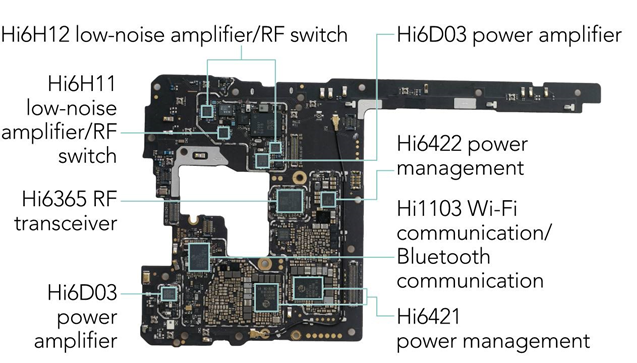 Hi6H12 low-noise amplifier/RF switch
Hi6D03 power amplifier
Hi6H11
low-noise
amplifier/RF
switch
Hi6422 power
management
Hi6365 RF
transceiver
Hi1103 Wi-Fi
communication/
Bluetooth
communication
Hi6D03
power
amplifier
Hi6421
power management